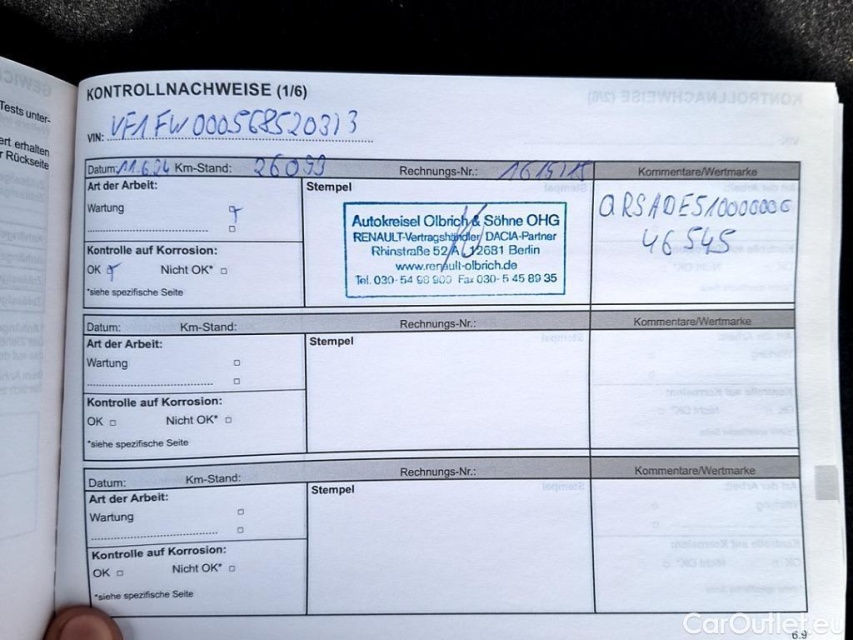 Tests unter-
ert erhalten
r Rückseite
KONTROLLNACHWEISE (1/6)
VIN: VF1FW000568520313
Datum: 11.6.24 Km-Stand: 26099 Rechnungs-Nr.: Kommentare/Wertmarke
Art der Arbeit: Stempel
Wartung
Kontrolle auf Korrosion:
OK Nicht OK*
*siehe spezifische Seite
Autokreisel Olbrich & Söhne OHG
RENAULT-Vertragshändler DACIA-Partner
Rhinstraße 52 A, 12681 Berlin
www.renault-olbrich.de
Tel. 030-54 98 900 Fax 030-5 45 89 35
46545
Datum: Km-Stand: Rechnungs-Nr.: Kommentare/Wertmarke
Art der Arbeit: Stempel
Wartung
Kontrolle auf Korrosion:
OK Nicht OK*
*siehe spezifische Seite
Datum: Km-Stand: Rechnungs-Nr.: Kommentare/Wertmarke
Art der Arbeit: Stempel
Wartung
Kontrolle auf Korrosion:
OK Nicht OK*
*siehe spezifische Seite
6.9
CarOutlet.eu